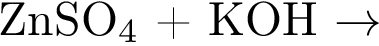 ZnSO₄ + KOH →